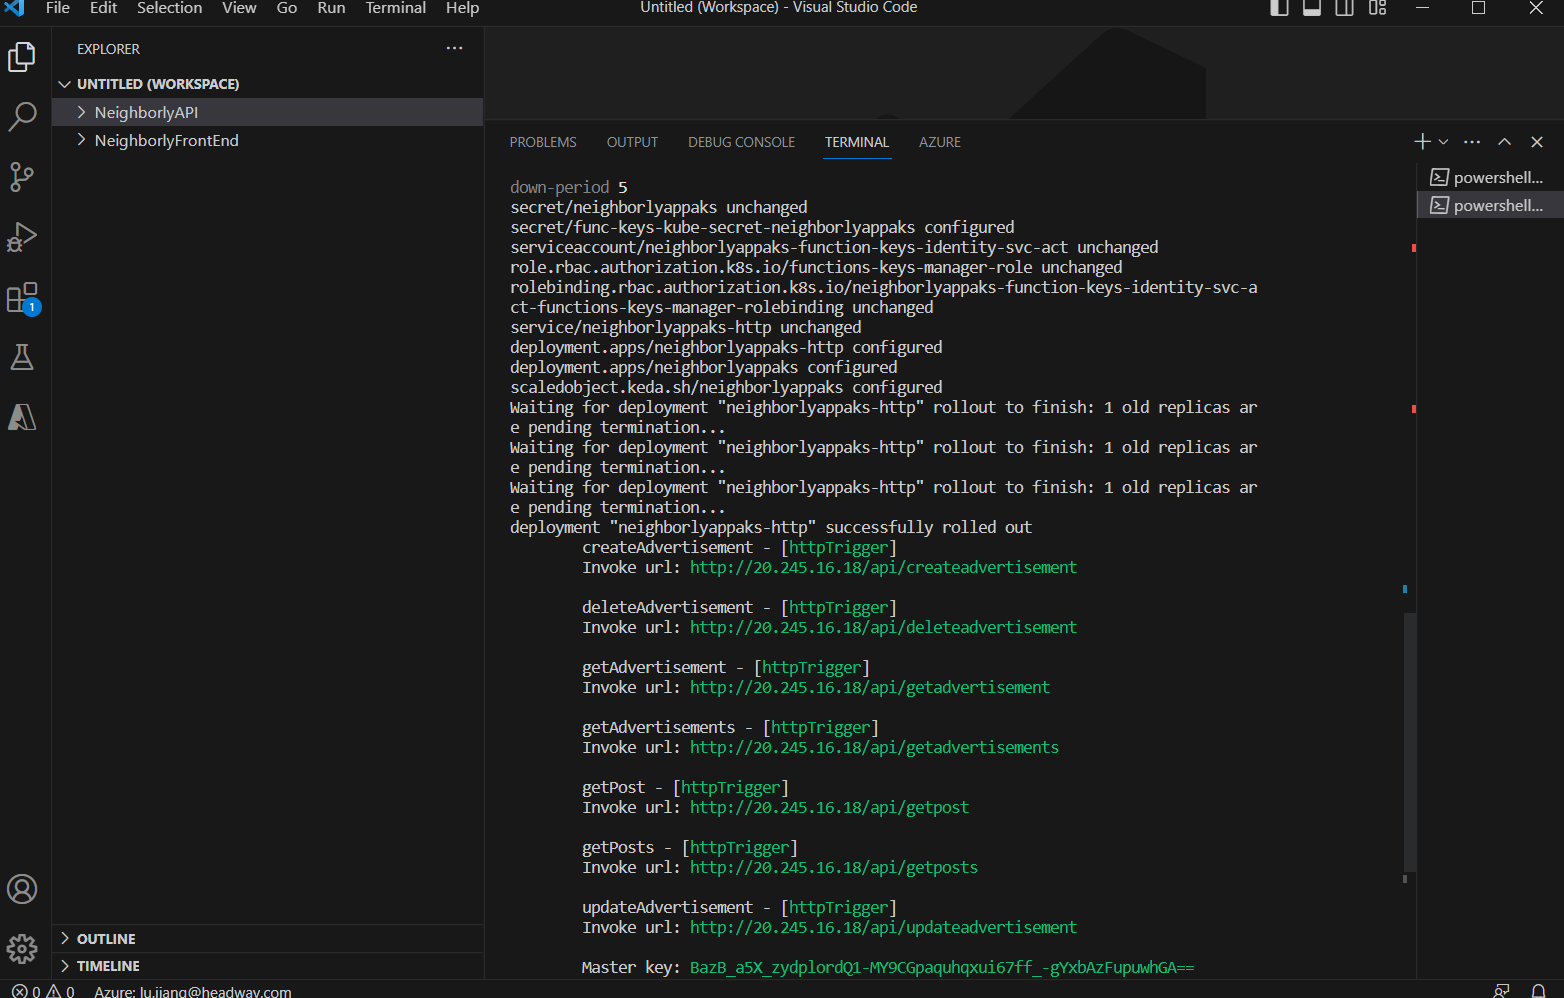 File Edit Selection View Go Run Terminal Help
Untitled (Workspace) - Visual Studio Code
EXPLORER
UNTITLED (WORKSPACE)
NeighborlyAPI
NeighborlyFrontEnd
1
OUTLINE
TIMELINE
PROBLEMS OUTPUT DEBUG CONSOLE TERMINAL AZURE
powershell...
powershell...
down-period 5
secret/neighborlyappaks unchanged
secret/func-keys-kube-secret-neighborlyappaks configured
serviceaccount/neighborlyappaks-function-keys-identity-svc-act unchanged
role.rbac.authorization.k8s.io/functions-keys-manager-role unchanged
rolebinding.rbac.authorization.k8s.io/neighborlyappaks-function-keys-identity-svc-a
ct-functions-keys-manager-rolebinding unchanged
service/neighborlyappaks-http unchanged
deployment.apps/neighborlyappaks-http configured
deployment.apps/neighborlyappaks configured
scaledobject.keda.sh/neighborlyappaks configured
Waiting for deployment "neighborlyappaks-http" rollout to finish: 1 old replicas ar
e pending termination...
Waiting for deployment "neighborlyappaks-http" rollout to finish: 1 old replicas ar
e pending termination...
Waiting for deployment "neighborlyappaks-http" rollout to finish: 1 old replicas ar
e pending termination...
deployment "neighborlyappaks-http" successfully rolled out
createAdvertisement - [httpTrigger]
Invoke url: http://20.245.16.18/api/createadvertisement
deleteAdvertisement - [httpTrigger]
Invoke url: http://20.245.16.18/api/deleteadvertisement
getAdvertisement - [httpTrigger]
Invoke url: http://20.245.16.18/api/getadvertisement
getAdvertisements - [httpTrigger]
Invoke url: http://20.245.16.18/api/getadvertisements
getPost - [httpTrigger]
Invoke url: http://20.245.16.18/api/getpost
getPosts - [httpTrigger]
Invoke url: http://20.245.16.18/api/getposts
updateAdvertisement - [httpTrigger]
Invoke url: http://20.245.16.18/api/updateadvertisement
Master key: BazB_a5X_zydplordQ1-MY9CGpaquhqxui67ff_-gYxbAzFupuwhGA==
0 0 Azure: lu.jiang@headway.com